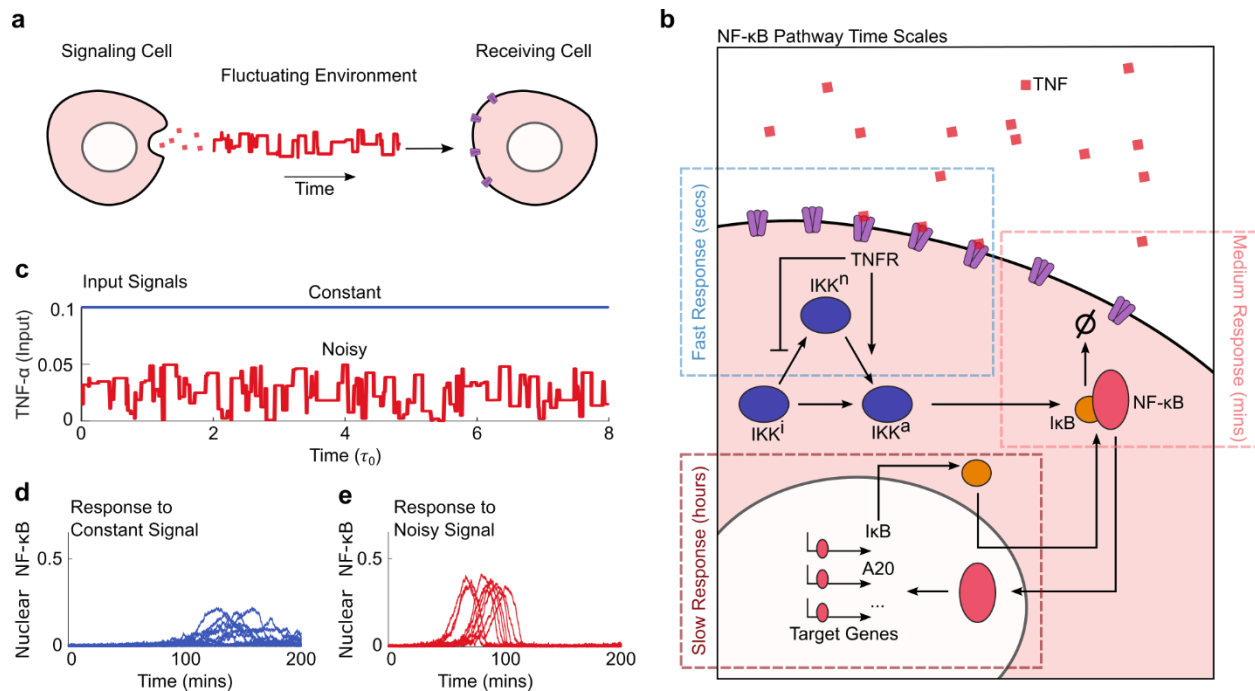 a
Signaling Cell
Receiving Cell
Fluctuating Environment
Time
b
NF-κB Pathway Time Scales
TNF
Fast Response (secs)
Medium Response (mins)
TNFR
IKKⁿ
IKKⁱ
IKKᵃ
Ø
IκB
NF-κB
Slow Response (hours)
IκB
A20
...
Target Genes
c
Input Signals
Constant
Noisy
TNF-α (Input)
0.1
0.05
0
0
2
4
6
8
Time (τ₀)
d
Response to
Constant Signal
Nuclear NF-κB
0.5
0
0
100
200
Time (mins)
e
Response to
Noisy Signal
Nuclear NF-κB
0.5
0
0
100
200
Time (mins)